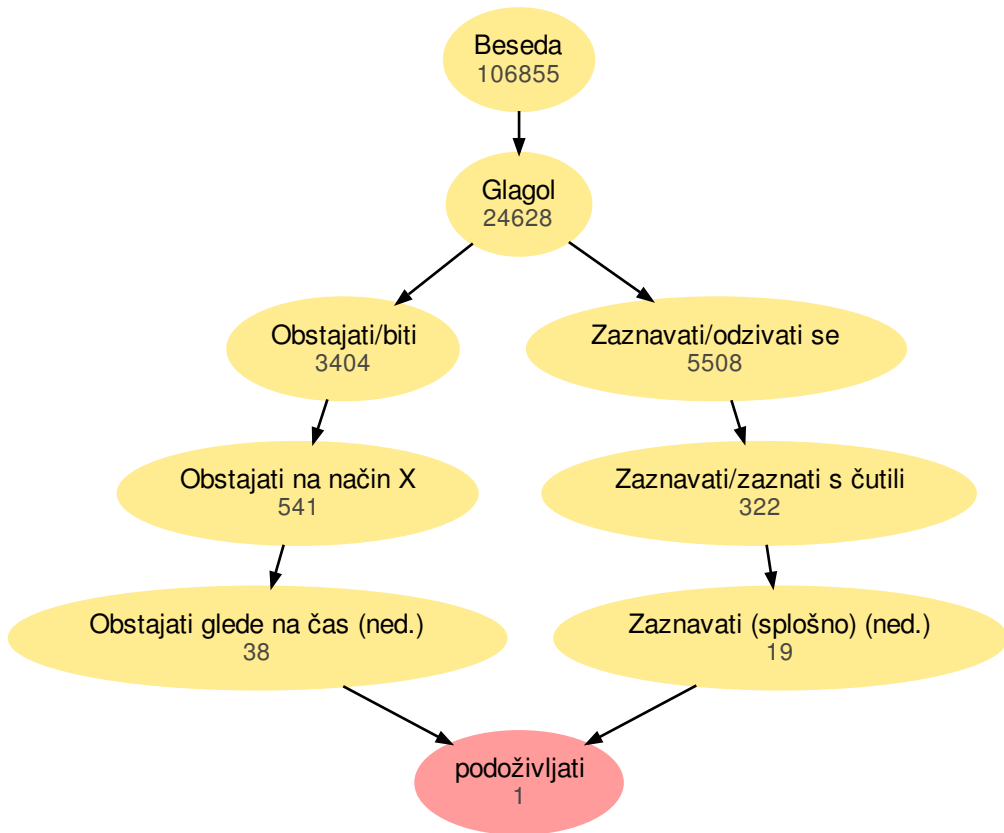 Beseda
106855
Glagol
24628
Obstajati/biti
3404
Zaznavati/odzivati se
5508
Obstajati na način X
541
Zaznavati/zaznati s čutili
322
Obstajati glede na čas (ned.)
38
Zaznavati (splošno) (ned.)
19
podoživljati
1